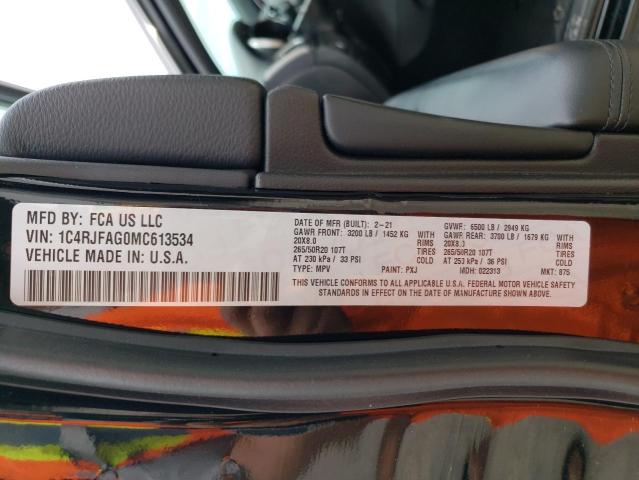 MFD BY: FCA US LLC
VIN: 1C4RJFAG0MC613534
VEHICLE MADE IN: U.S.A.
DATE OF MFR (BUILT): 2-21
GAWR FRONT: 3200 LB / 1452 KG
20X8.0 RIMS:
265/50R20 107T TIRES:
AT 230 kPa / 33 PSI COLD
TYPE: MPV PAINT: PXJ
GVWF: 6500 LB / 2949 KG
GAWR REAR: 3700 LB / 1679 KG
20X8.0 RIMS:
265/50R20 107T TIRES:
AT 253 kPa / 36 PSI COLD
MDH: 022313 MKT: 875
THIS VEHICLE CONFORMS TO ALL APPLICABLE U.S.A. FEDERAL MOTOR VEHICLE SAFETY
STANDARDS IN EFFECT ON THE DATE OF MANUFACTURE SHOWN ABOVE.